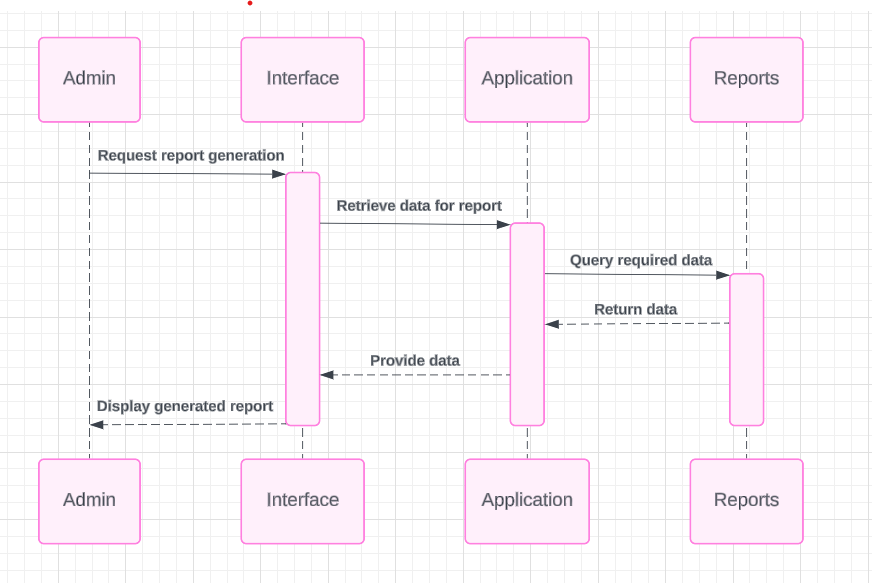 Admin
Interface
Application
Reports
Request report generation
Retrieve data for report
Query required data
Return data
Provide data
Display generated report
Admin
Interface
Application
Reports